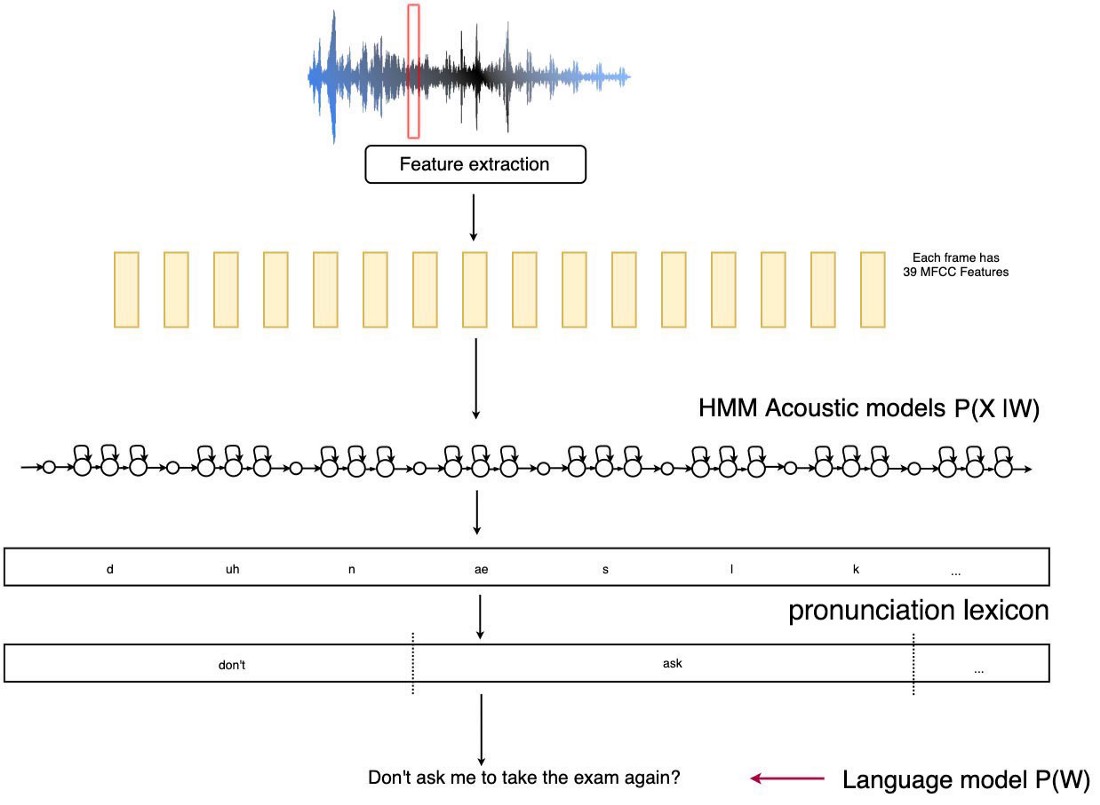 Feature extraction
Each frame has
39 MFCC Features
HMM Acoustic models P(X |W)
d uh n ae s l k ...
pronunciation lexicon
don't ask ...
Don't ask me to take the exam again?
Language model P(W)